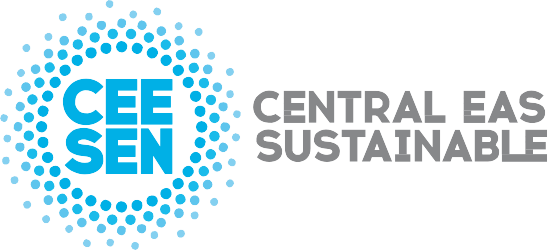 CEE
SEN
CENTRAL EAS
SUSTAINABLE